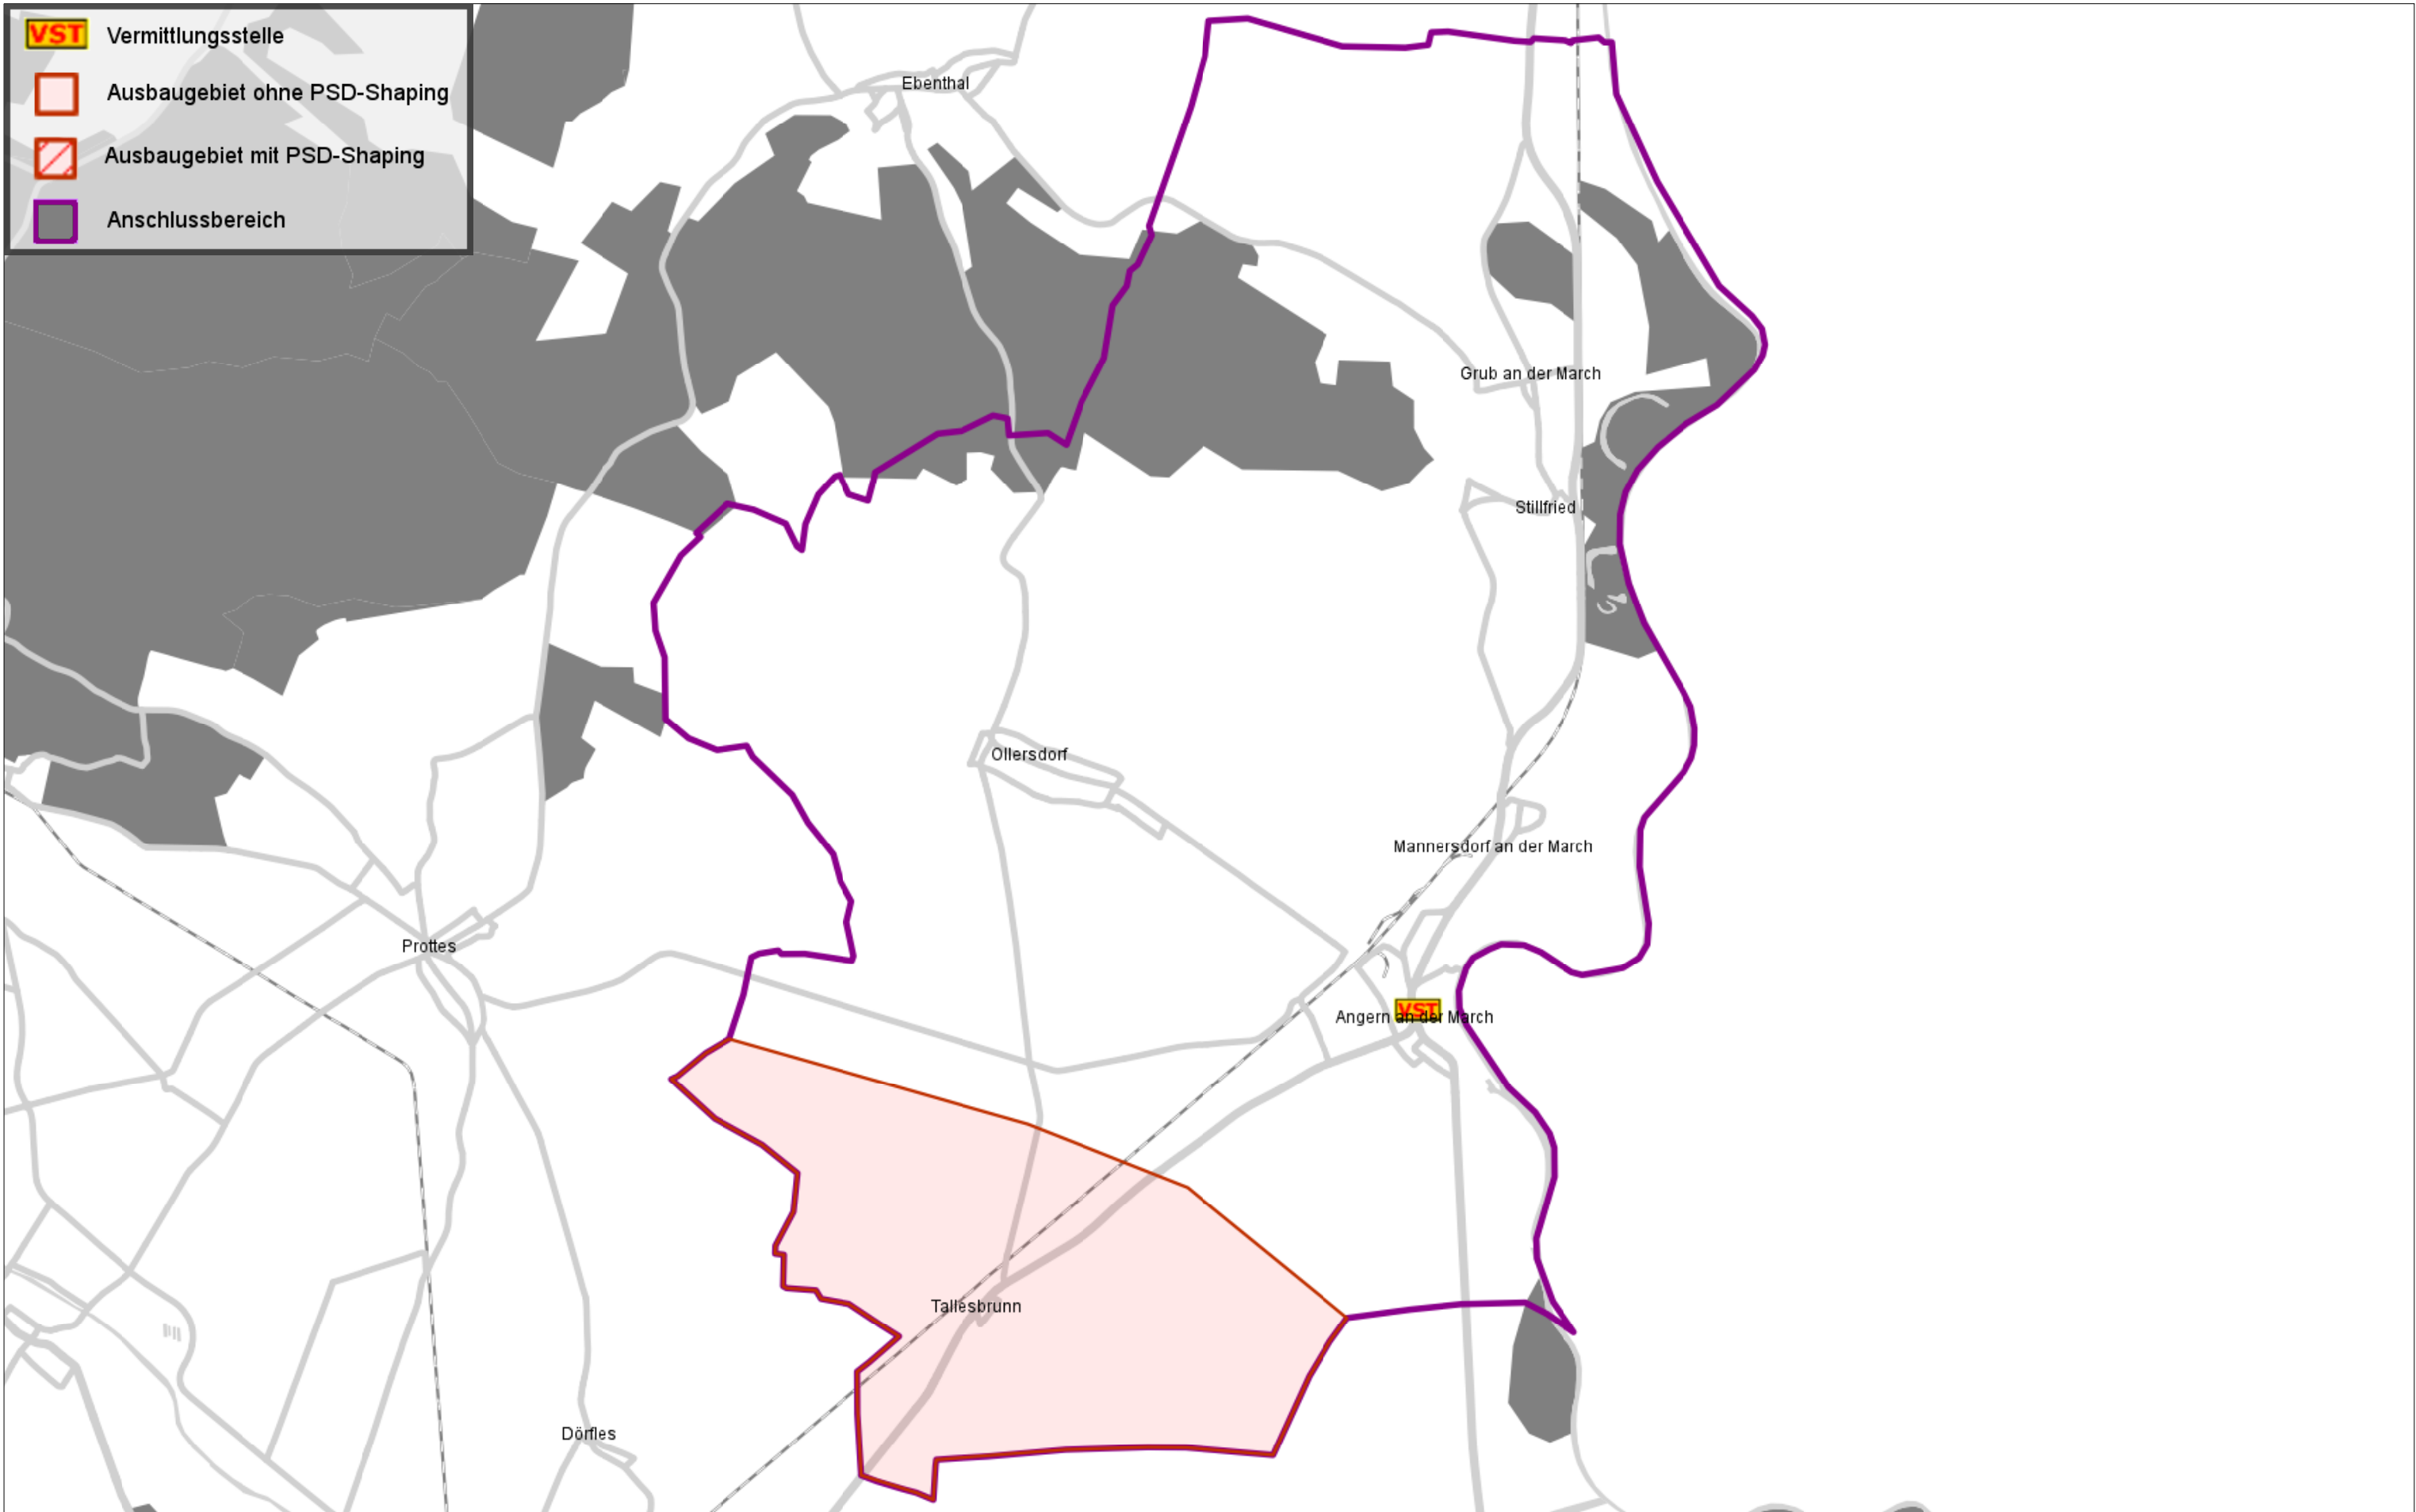 VST Vermittlungsstelle
Ausbaugebiet ohne PSD-Shaping
Ausbaugebiet mit PSD-Shaping
Anschlussbereich
Ebenthal
Grub an der March
Stillfried
Ollersdorf
Mannersdorf an der March
Prottes
VST
Angern an der March
Tallesbrunn
Dörfles